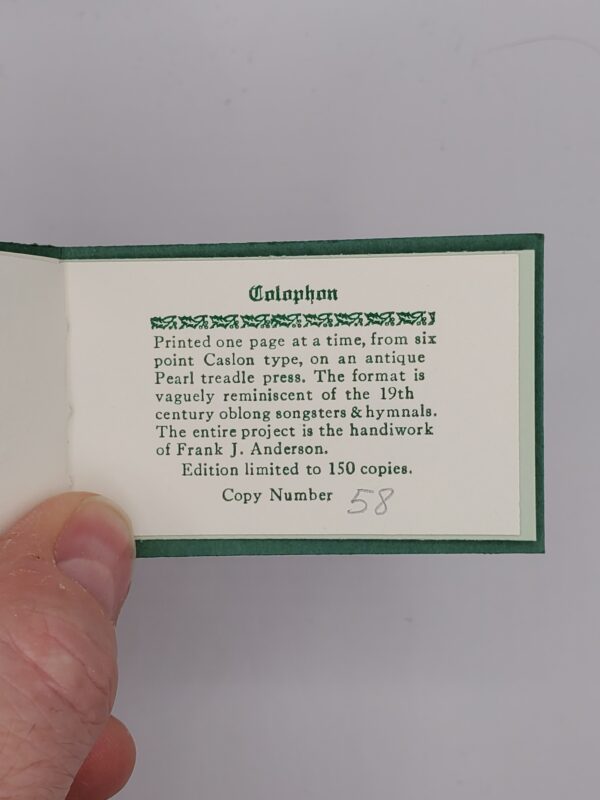 Colophon
Printed one page at a time, from six
point Caslon type, on an antique
Pearl treadle press. The format is
vaguely reminiscent of the 19th
century oblong songsters & hymnals.
The entire project is the handiwork
of Frank J. Anderson.
Edition limited to 150 copies.
Copy Number 58